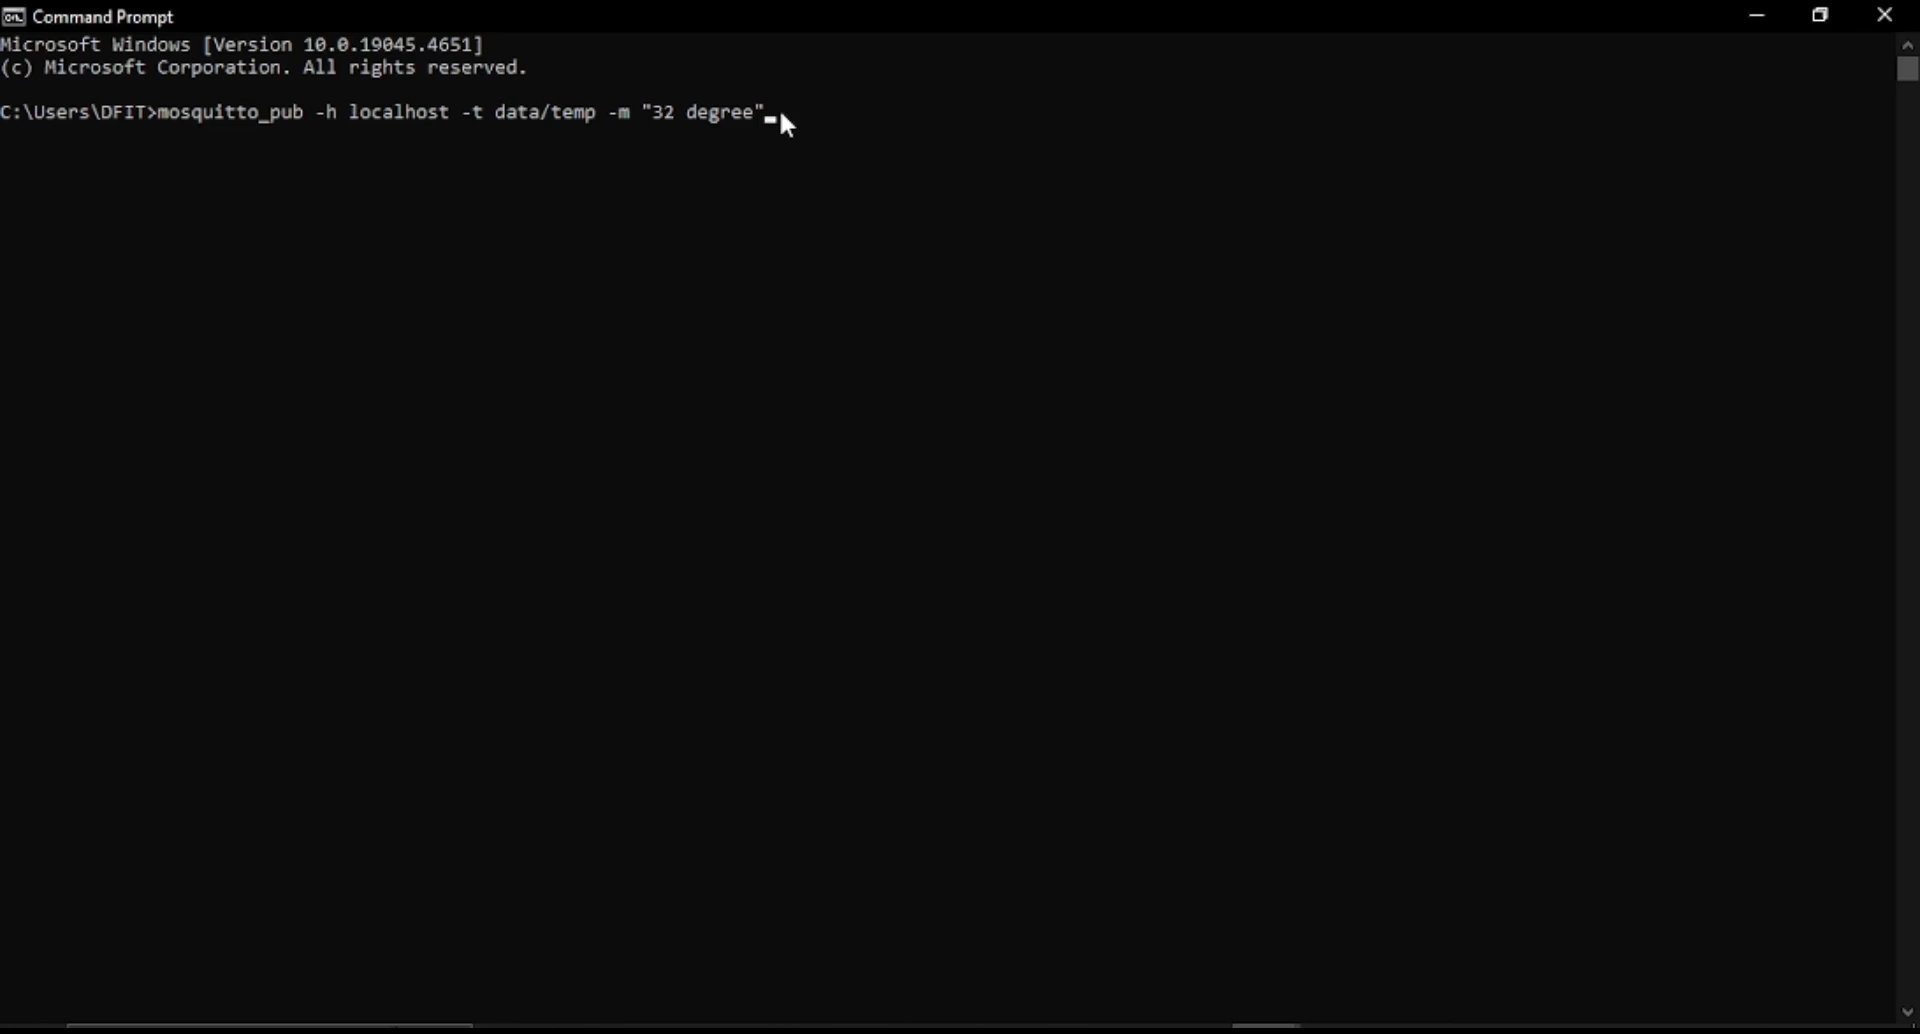 Command Prompt
Microsoft Windows [Version 10.0.19045.4651]
(c) Microsoft Corporation. All rights reserved.
C:\Users\DFIT>mosquitto_pub -h localhost -t data/temp -m "32 degree"